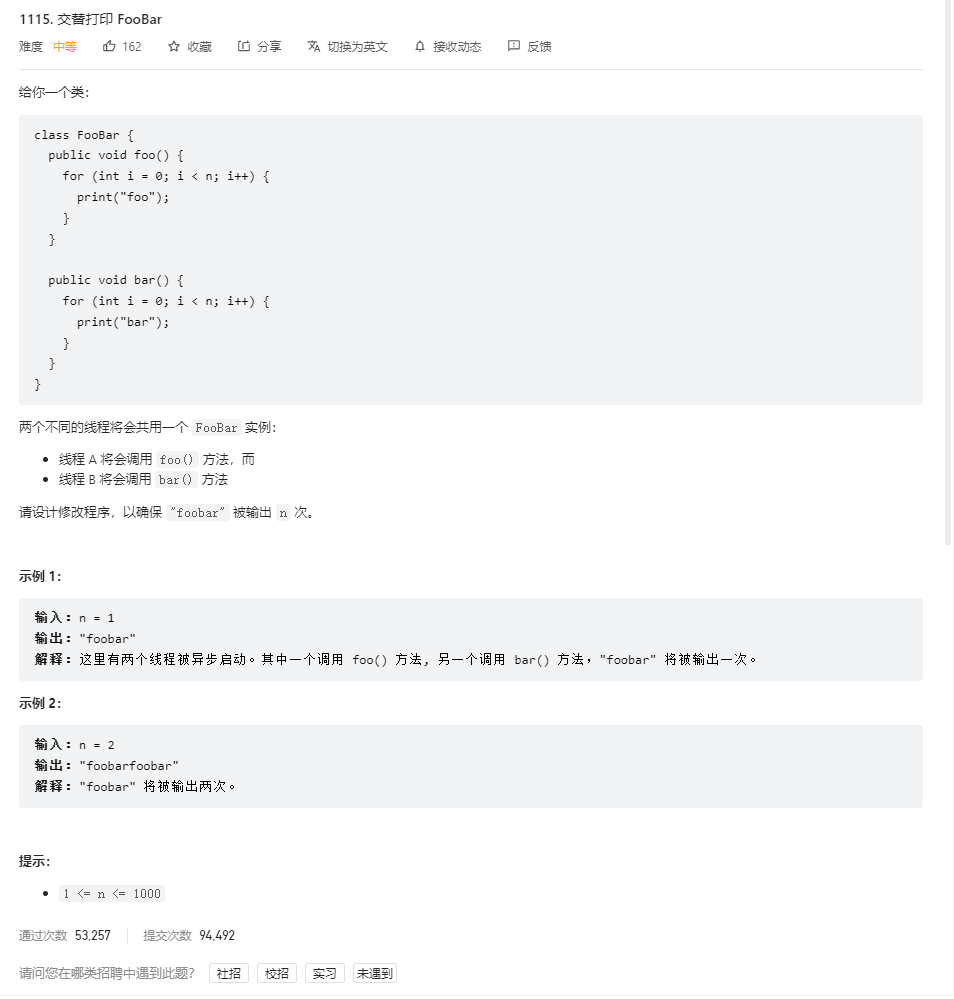 1115. 交替打印 FooBar
难度 中等 162 收藏 分享 切换为英文 接收动态 反馈
给你一个类：
class FooBar {
  public void foo() {
    for (int i = 0; i < n; i++) {
      print("foo");
    }
  }

  public void bar() {
    for (int i = 0; i < n; i++) {
      print("bar");
    }
  }
}
两个不同的线程将会共用一个 FooBar 实例：
• 线程 A 将会调用 foo() 方法，而
• 线程 B 将会调用 bar() 方法
请设计修改程序，以确保 "foobar" 被输出 n 次。
示例 1：
输入：n = 1
输出："foobar"
解释：这里有两个线程被异步启动。其中一个调用 foo() 方法, 另一个调用 bar() 方法，"foobar" 将被输出一次。
示例 2：
输入：n = 2
输出："foobarfoobar"
解释："foobar" 将被输出两次。
提示：
• 1 <= n <= 1000
通过次数 53,257 提交次数 94,492
请问您在哪类招聘中遇到此题？ 社招 校招 实习 未遇到